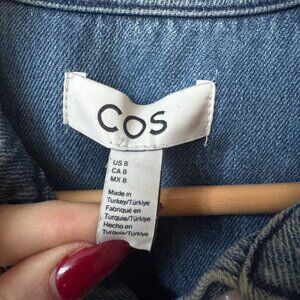 COS
US 8
CA 8
MX 8
Made in
Turkey/Türkiye
Fabriqué en
Turquie/Türkiye
Hecho en
Turquía/Türkiye